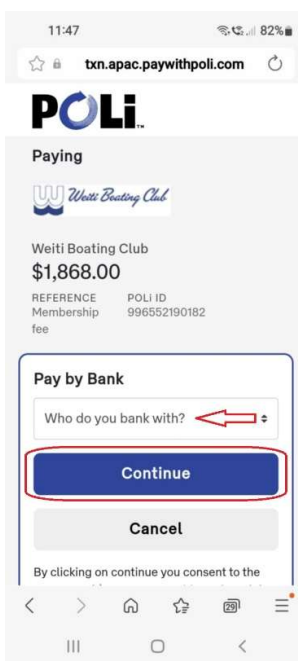 11:47
82%
txn.apac.paywithpoli.com
POLi
Paying
Weiti Boating Club
Weiti Boating Club
$1,868.00
REFERENCE POLi ID
Membership 996552190182
fee
Pay by Bank
Who do you bank with?
Continue
Cancel
By clicking on continue you consent to the
29